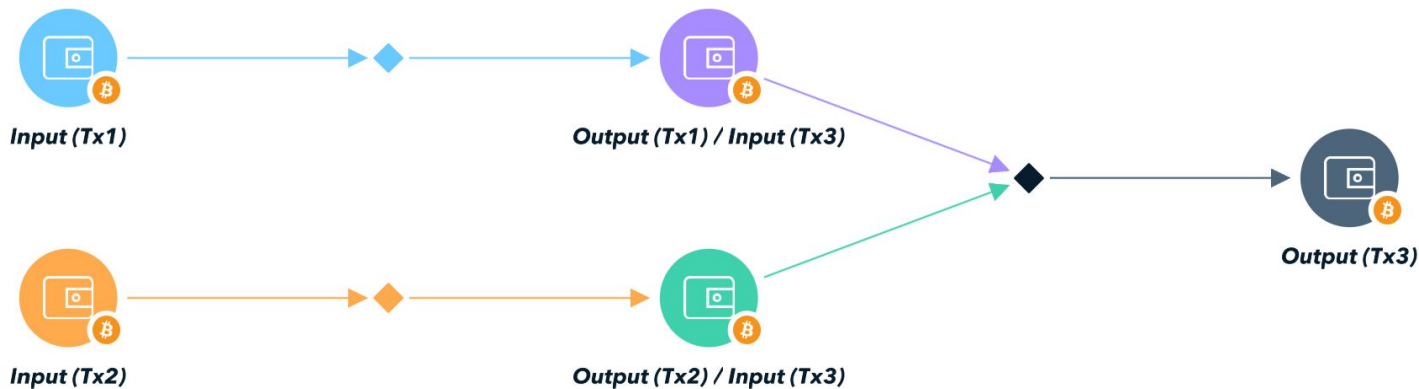 Input (Tx1)
Output (Tx1) / Input (Tx3)
Output (Tx3)
Input (Tx2)
Output (Tx2) / Input (Tx3)